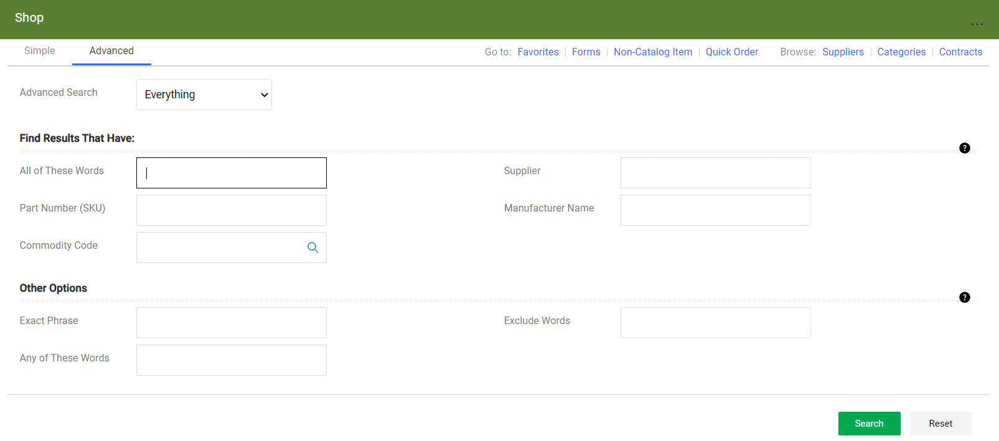 Shop
...
Simple Advanced Go to: Favorites Forms Non-Catalog Item Quick Order Browse: Suppliers Categories Contracts
Advanced Search Everything
Find Results That Have:
?
All of These Words Supplier
Part Number (SKU) Manufacturer Name
Commodity Code
Other Options
?
Exact Phrase Exclude Words
Any of These Words
Search Reset